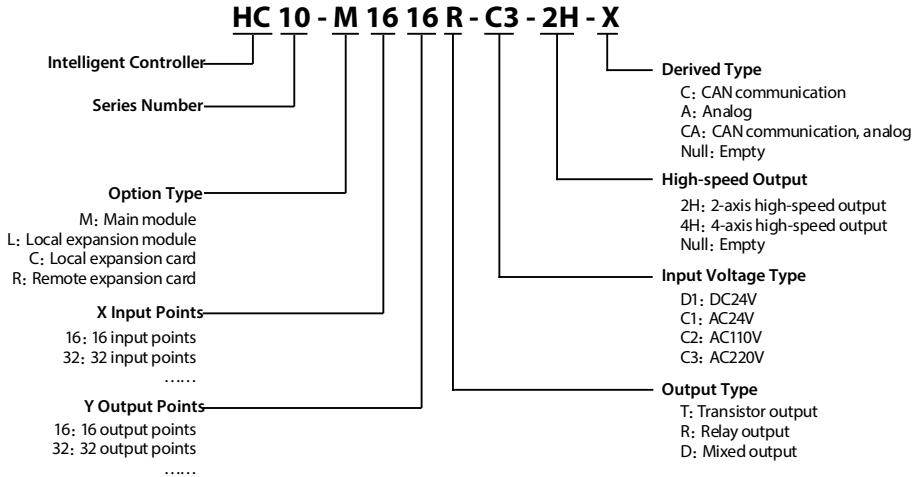 HC 10 - M 16 16 R - C3 - 2H - X
Intelligent Controller
Series Number
Option Type
M: Main module
L: Local expansion module
C: Local expansion card
R: Remote expansion card
X Input Points
16: 16 input points
32: 32 input points
……
Y Output Points
16: 16 output points
32: 32 output points
……
Derived Type
C: CAN communication
A: Analog
CA: CAN communication, analog
Null: Empty
High-speed Output
2H: 2-axis high-speed output
4H: 4-axis high-speed output
Null: Empty
Input Voltage Type
D1: DC24V
C1: AC24V
C2: AC110V
C3: AC220V
Output Type
T: Transistor output
R: Relay output
D: Mixed output